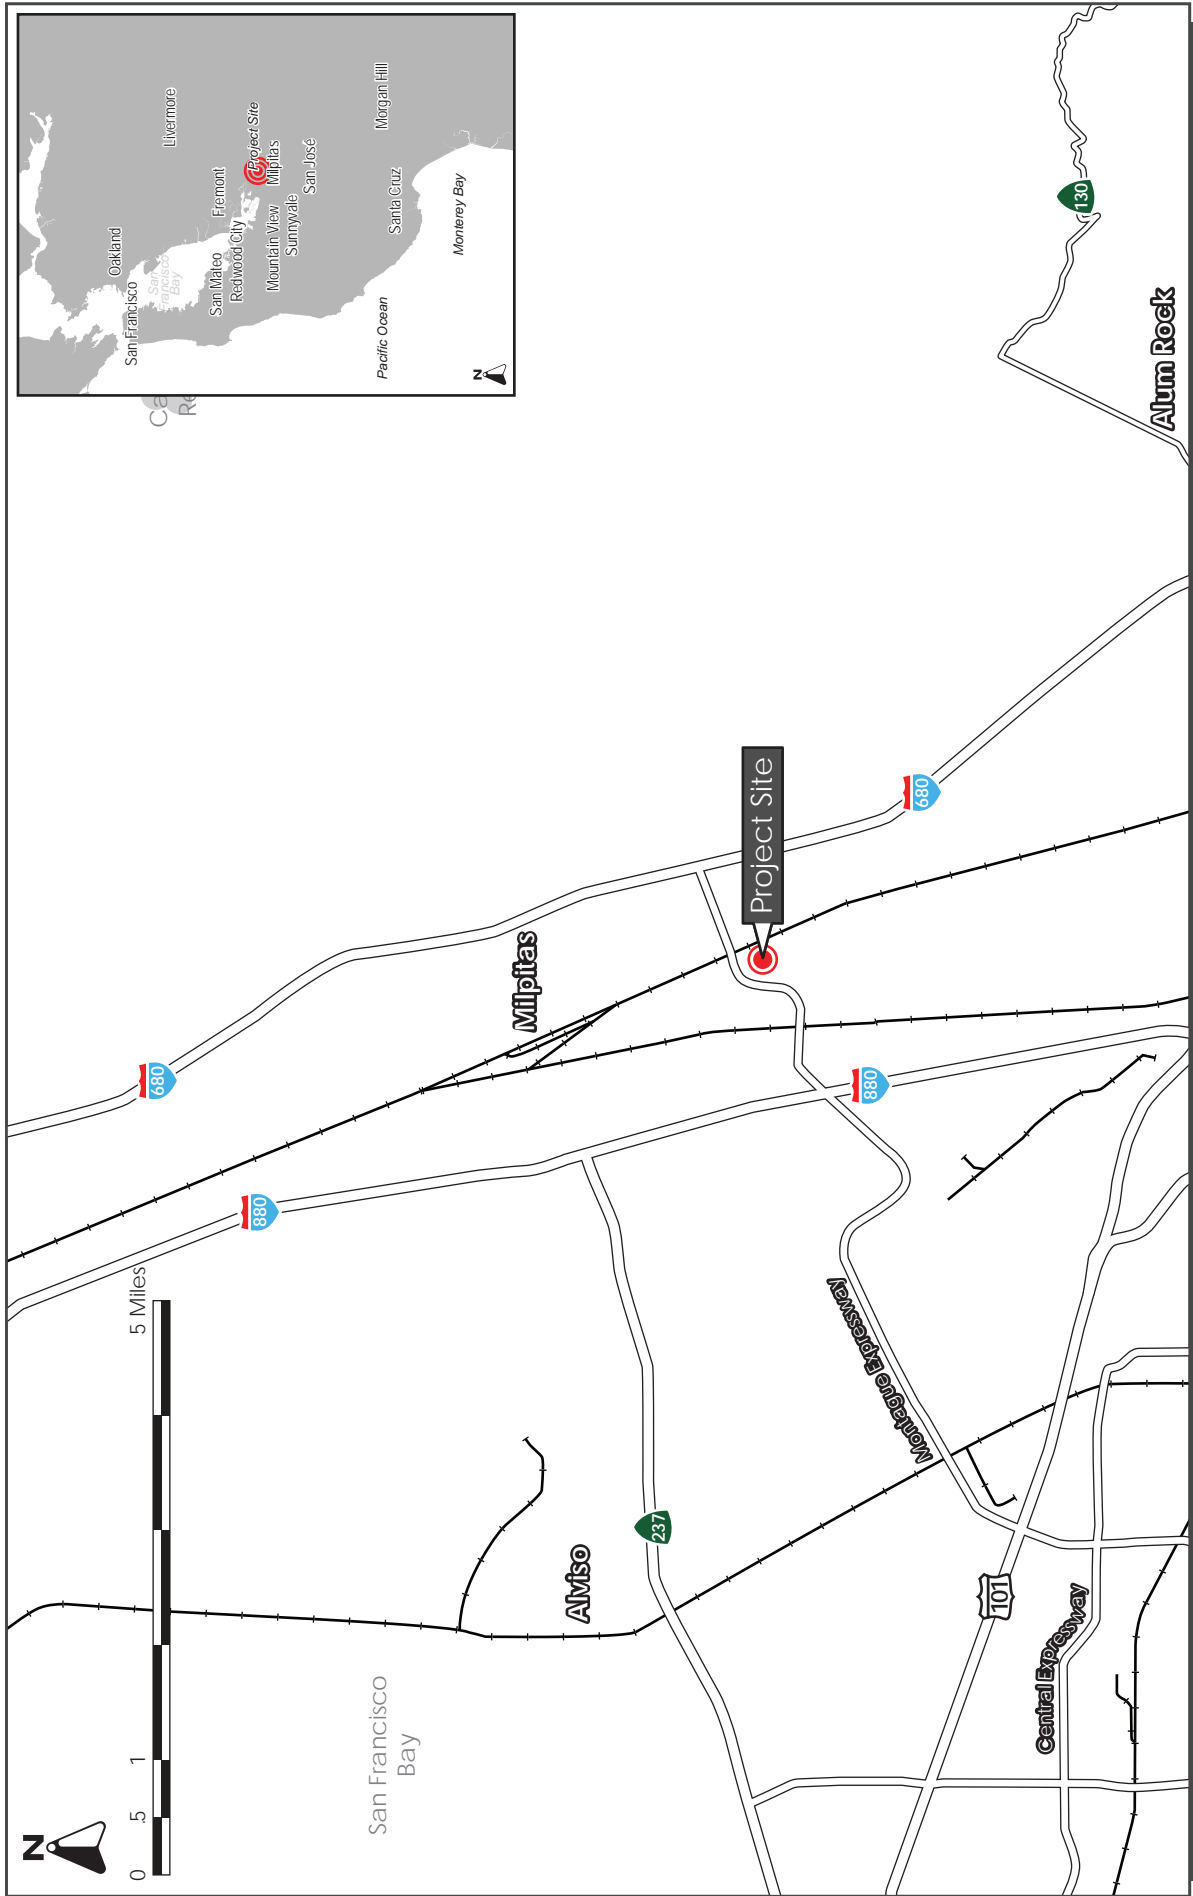 N
0
.5
1
5 Miles
San Francisco
Bay
Alviso
237
880
680
Milpitas
Project Site
Montague Expressway
880
680
101
Central Expressway
Alum Rock
130
Ca
Re
San Francisco
Oakland
San
Francisco
Bay
Livermore
San Mateo
Redwood City
Fremont
Project Site
Milpitas
Mountain View
Sunnyvale
San José
Santa Cruz
Morgan Hill
Pacific Ocean
Monterey Bay
N